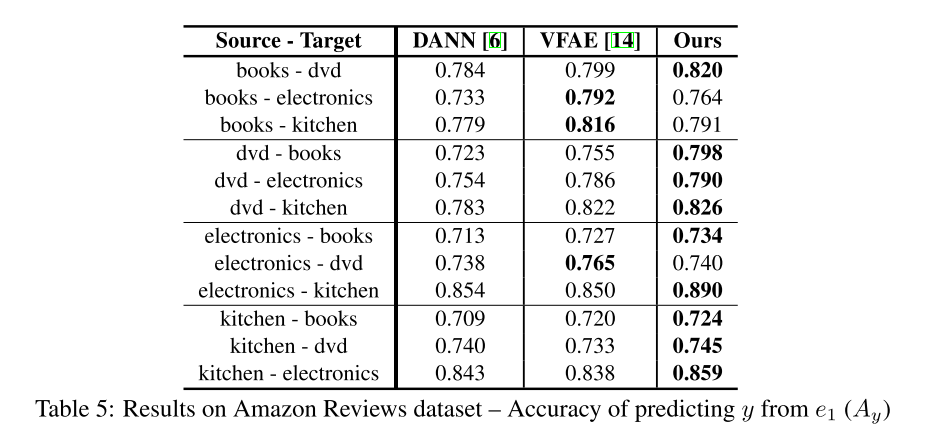 Source - Target DANN [6] VFAE [14] Ours
books - dvd 0.784 0.799 0.820
books - electronics 0.733 0.792 0.764
books - kitchen 0.779 0.816 0.791
dvd - books 0.723 0.755 0.798
dvd - electronics 0.754 0.786 0.790
dvd - kitchen 0.783 0.822 0.826
electronics - books 0.713 0.727 0.734
electronics - dvd 0.738 0.765 0.740
electronics - kitchen 0.854 0.850 0.890
kitchen - books 0.709 0.720 0.724
kitchen - dvd 0.740 0.733 0.745
kitchen - electronics 0.843 0.838 0.859
Table 5: Results on Amazon Reviews dataset – Accuracy of predicting y from e₁ (A_y)